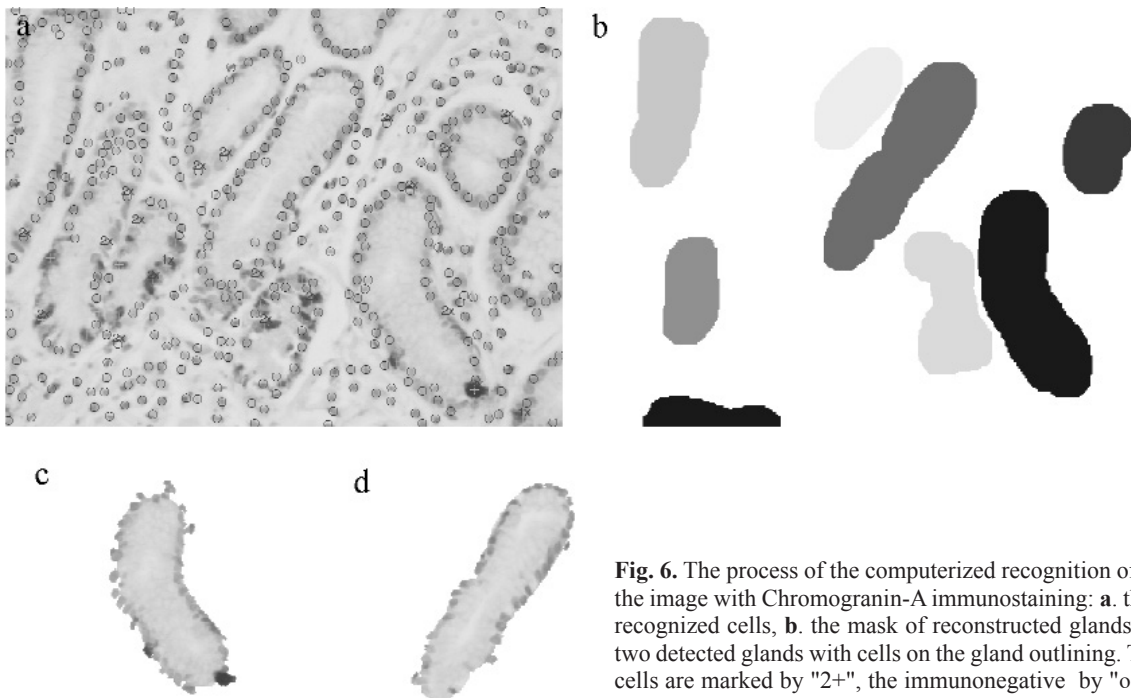 a
b
c
d
Fig. 6. The process of the computerized recognition of
the image with Chromogranin-A immunostaining: a. t
recognized cells, b. the mask of reconstructed glands
two detected glands with cells on the gland outlining. T
cells are marked by "2+", the immunonegative by "o